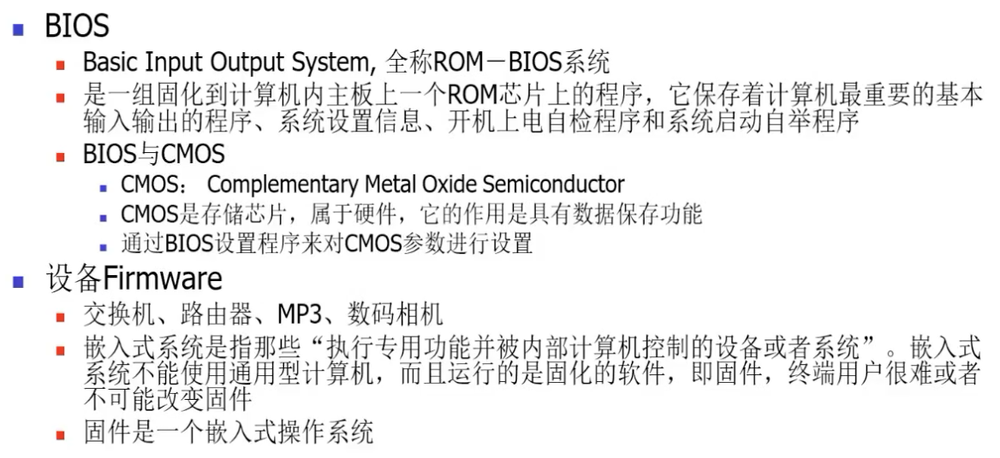 BIOS
Basic Input Output System, 全称ROM－BIOS系统
是一组固化到计算机内主板上一个ROM芯片上的程序，它保存着计算机最重要的基本
输入输出的程序、系统设置信息、开机上电自检程序和系统启动自举程序
BIOS与CMOS
CMOS： Complementary Metal Oxide Semiconductor
CMOS是存储芯片，属于硬件，它的作用是具有数据保存功能
通过BIOS设置程序来对CMOS参数进行设置
设备Firmware
交换机、路由器、MP3、数码相机
嵌入式系统是指那些“执行专用功能并被内部计算机控制的设备或者系统”。嵌入式
系统不能使用通用型计算机，而且运行的是固化的软件，即固件，终端用户很难或者
不可能改变固件
固件是一个嵌入式操作系统